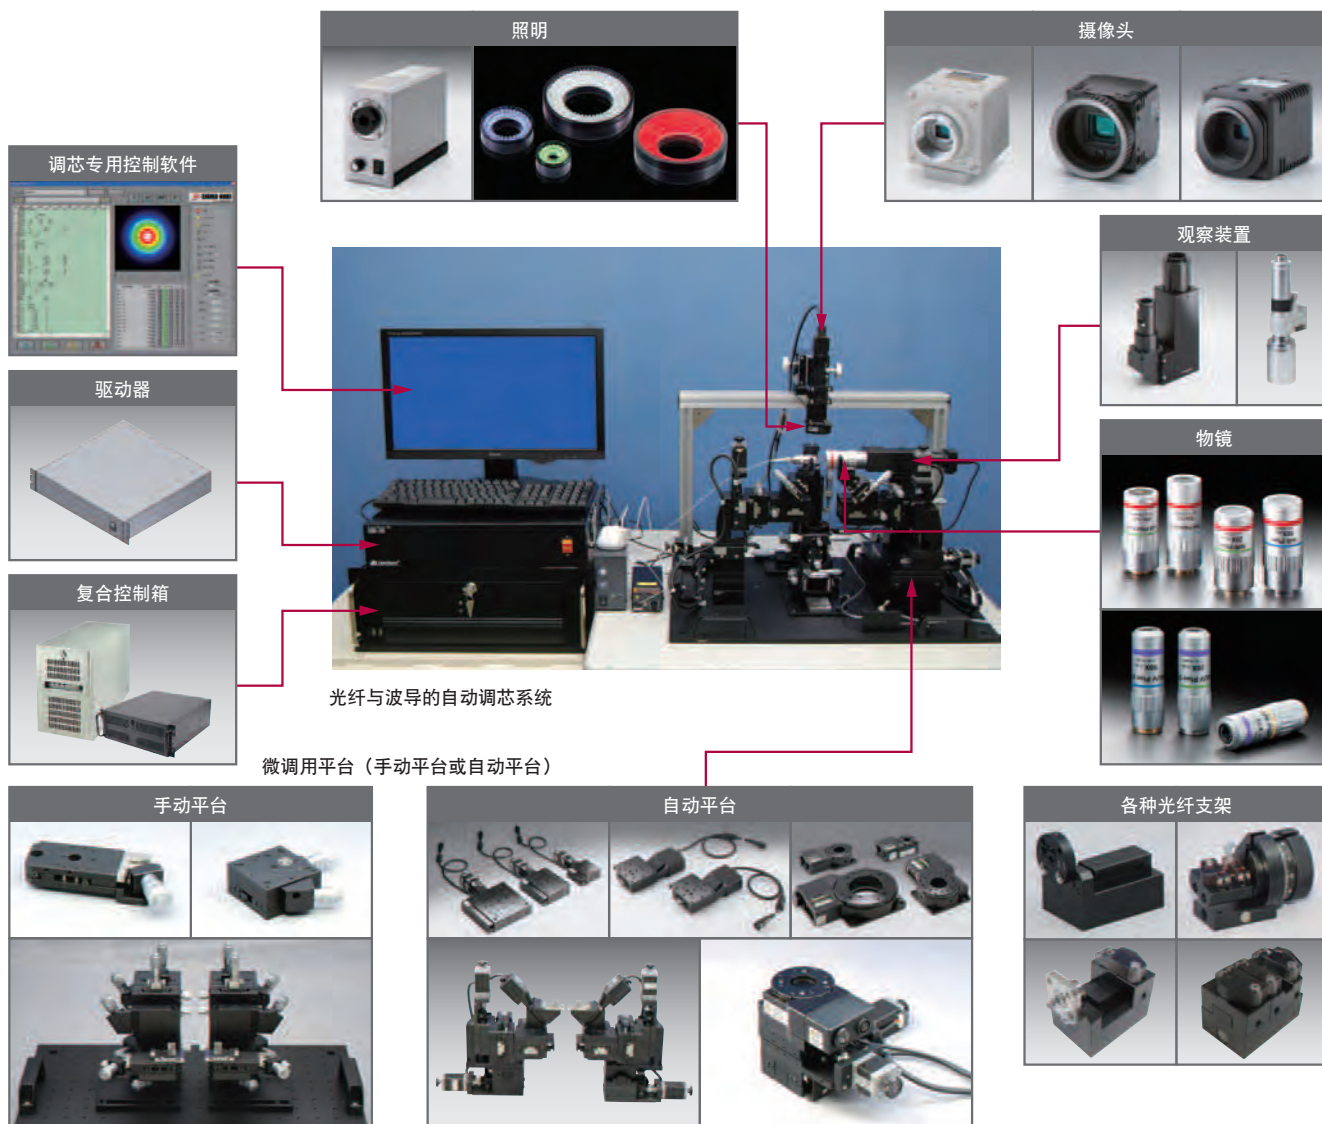 照明
摄像头
调芯专用控制软件
观察装置
驱动器
物镜
复合控制箱
光纤与波导的自动调芯系统
微调用平台（手动平台或自动平台）
手动平台
自动平台
各种光纤支架